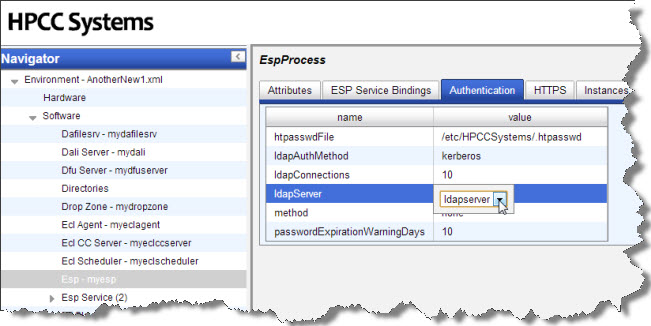 HPCC Systems
Navigator
Environment - AnotherNew1.xml
Hardware
Software
Dafilesrv - mydafilesrv
Dali Server - mydali
Dfu Server - mydfuserver
Directories
Drop Zone - mydropzone
Ecl Agent - myeclagent
Ecl CC Server - myeclccserver
Ecl Scheduler - myeclscheduler
Esp - myesp
Esp Service (2)
EspProcess
Attributes ESP Service Bindings Authentication HTTPS Instances
name value
htpasswdFile /etc/HPCCSystems/.htpasswd
ldapAuthMethod kerberos
ldapConnections 10
ldapServer ldapserver
method none
passwordExpirationWarningDays 10